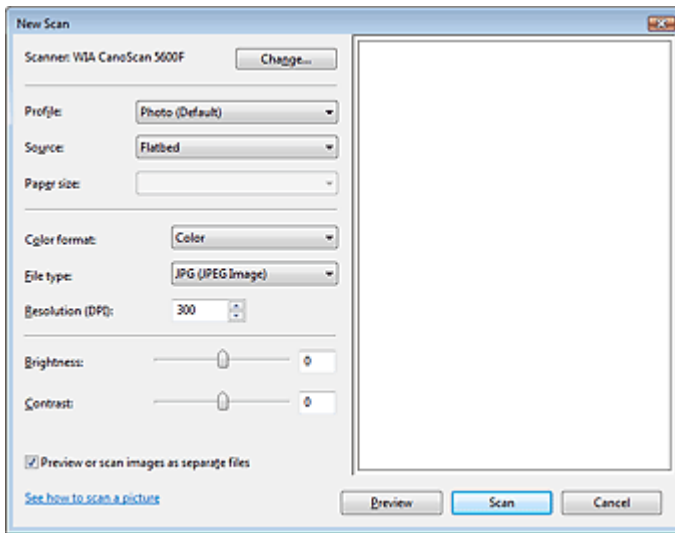 New Scan
Scanner: WIA CanoScan 5600F
Change...
Profile: Photo (Default)
Source: Flatbed
Paper size:
Color format: Color
File type: JPG (JPEG Image)
Resolution (DPI): 300
Brightness: 0
Contrast: 0
Preview or scan images as separate files
See how to scan a picture
Preview
Scan
Cancel